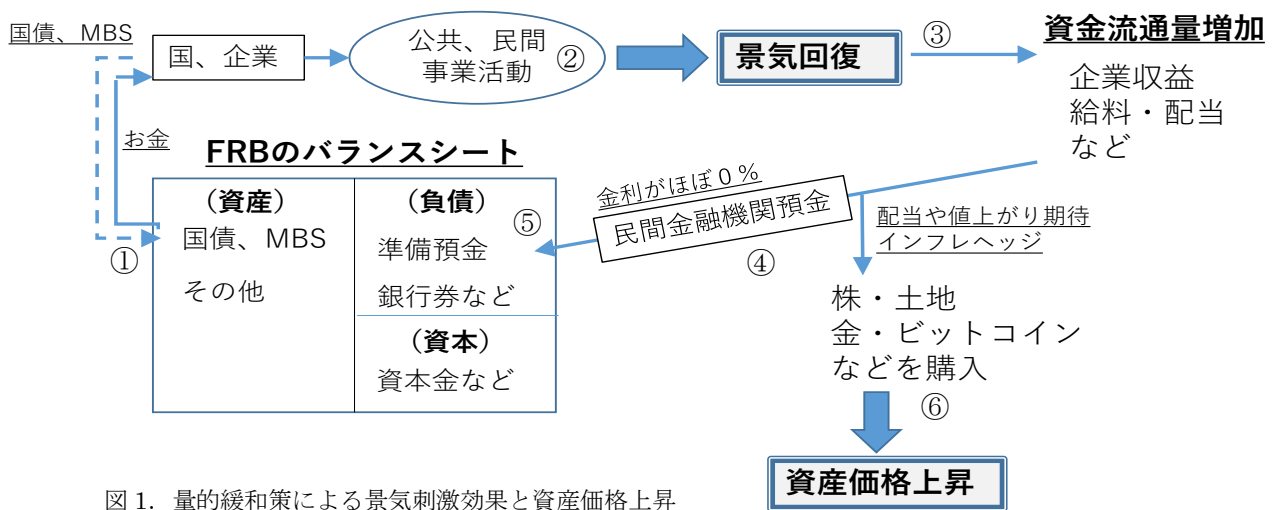 国債、MBS
国、企業
公共、民間
事業活動
②
景気回復
③
資金流通量増加
企業収益
給料・配当
など
お金
FRBのバランスシート
(資産)
国債、MBS
その他
①
(負債)
⑤
準備預金
銀行券など
(資本)
資本金など
金利がほぼ0%
民間金融機関預金
④
配当や値上がり期待
インフレヘッジ
株・土地
金・ビットコイン
などを購入
⑥
資産価格上昇
図 1. 量的緩和策による景気刺激効果と資産価格上昇